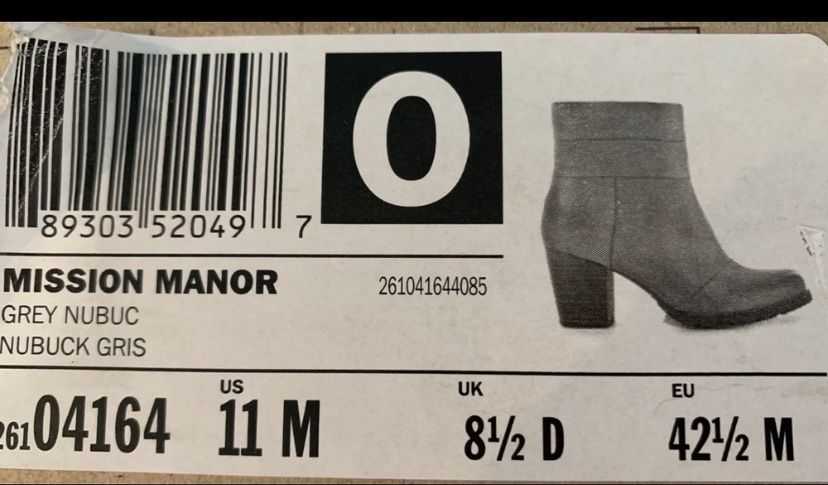 89303 52049 7
O
MISSION MANOR
261041644085
GREY NUBUC
NUBUCK GRIS
US
UK
EU
26104164
11 M
8½ D
42½ M